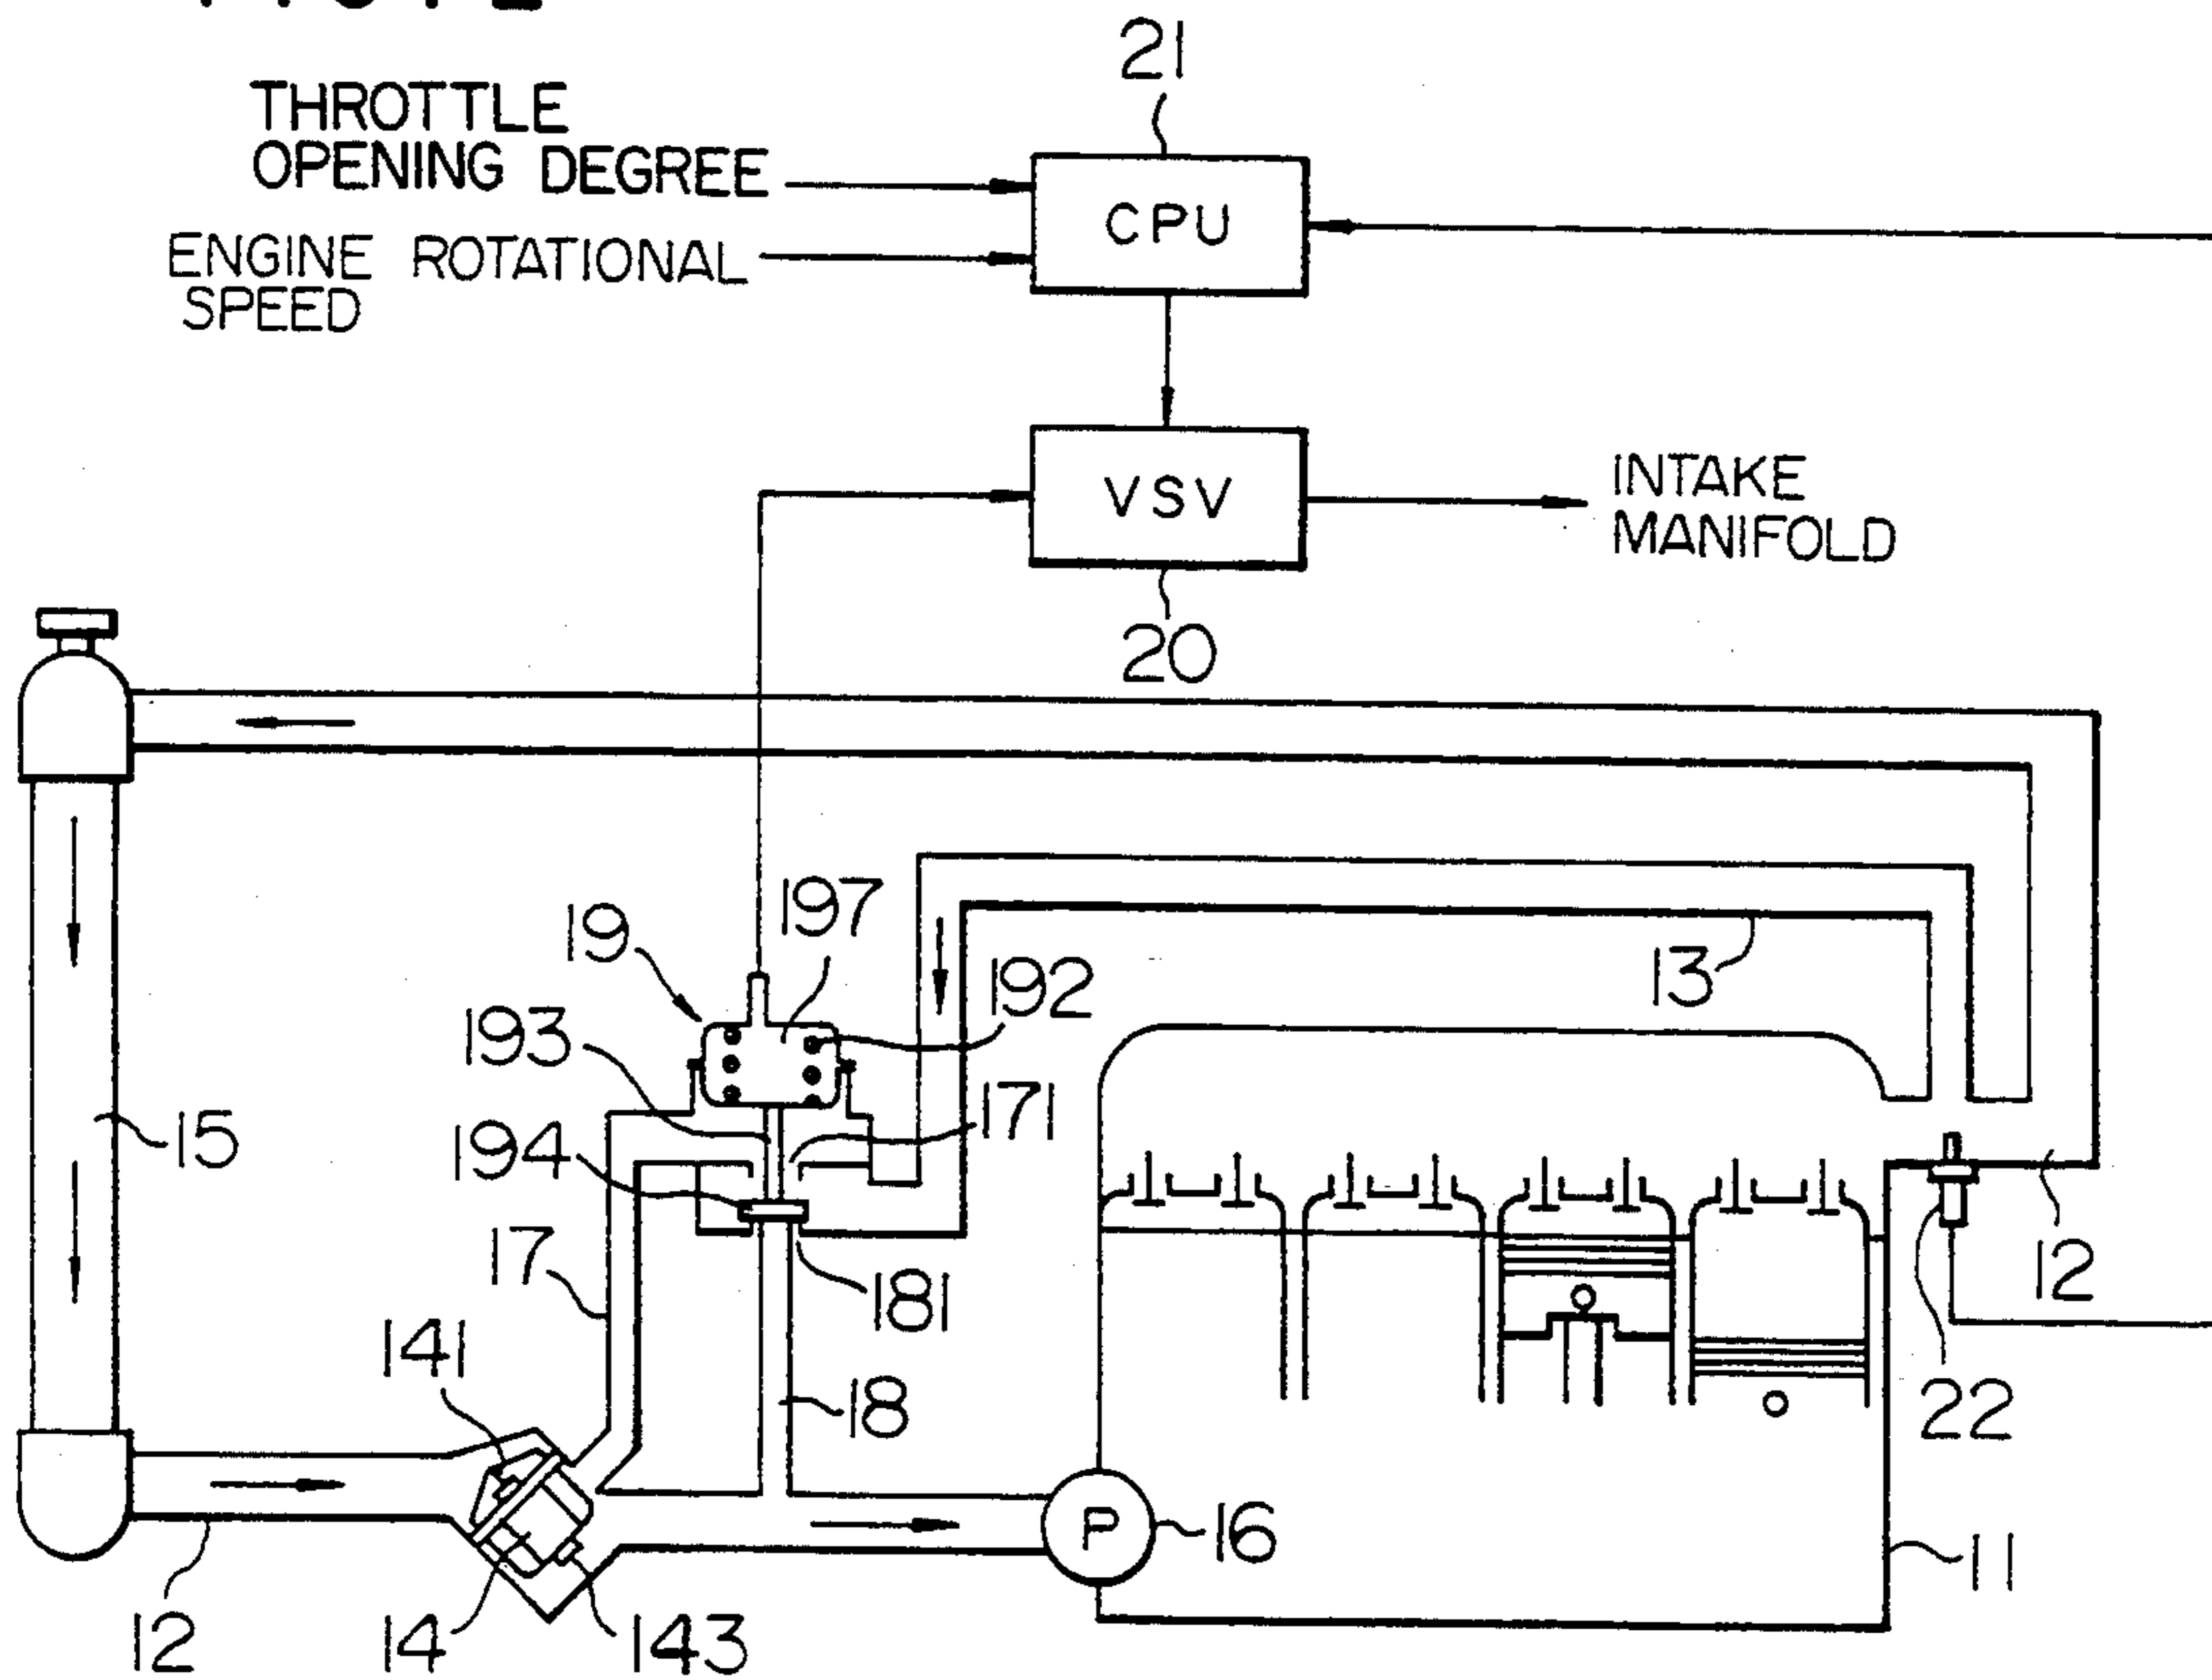 21
THROTTLE
OPENING DEGREE
CPU
ENGINE ROTATIONAL
SPEED
VSV
INTAKE
MANIFOLD
20
197
19
192
13
193
171
15
194
17
181
12
141
18
22
P
16
11
12
14
143